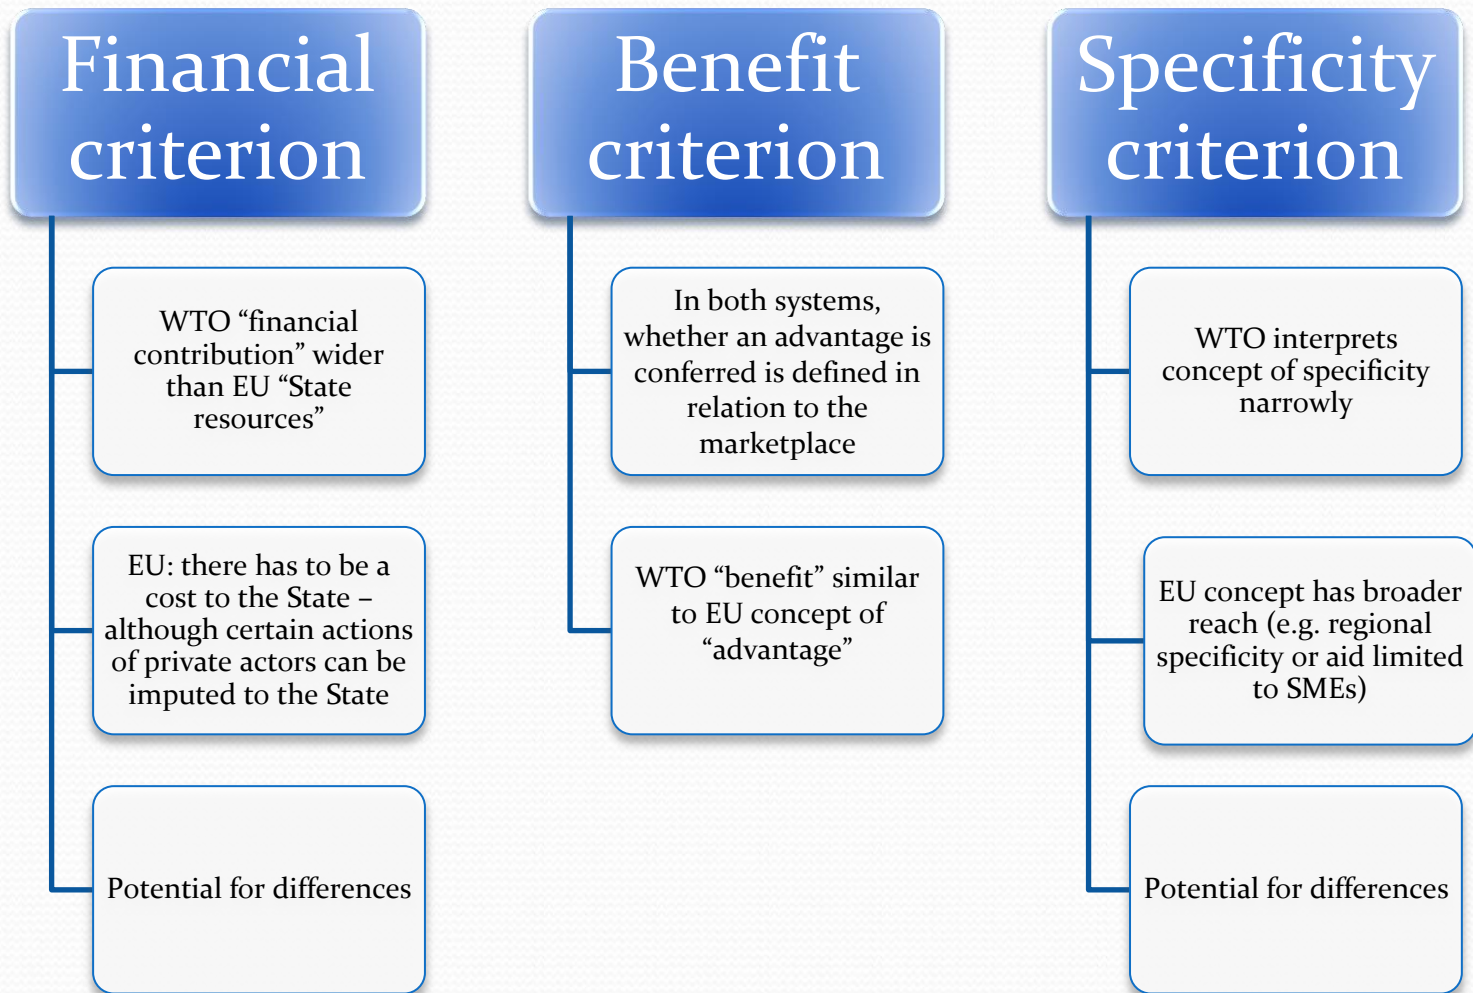 Financial
criterion
WTO “financial
contribution” wider
than EU “State
resources”
EU: there has to be a
cost to the State –
although certain actions
of private actors can be
imputed to the State
Potential for differences
Benefit
criterion
In both systems,
whether an advantage is
conferred is defined in
relation to the
marketplace
WTO “benefit” similar
to EU concept of
“advantage”
Specificity
criterion
WTO interprets
concept of specificity
narrowly
EU concept has broader
reach (e.g. regional
specificity or aid limited
to SMEs)
Potential for differences